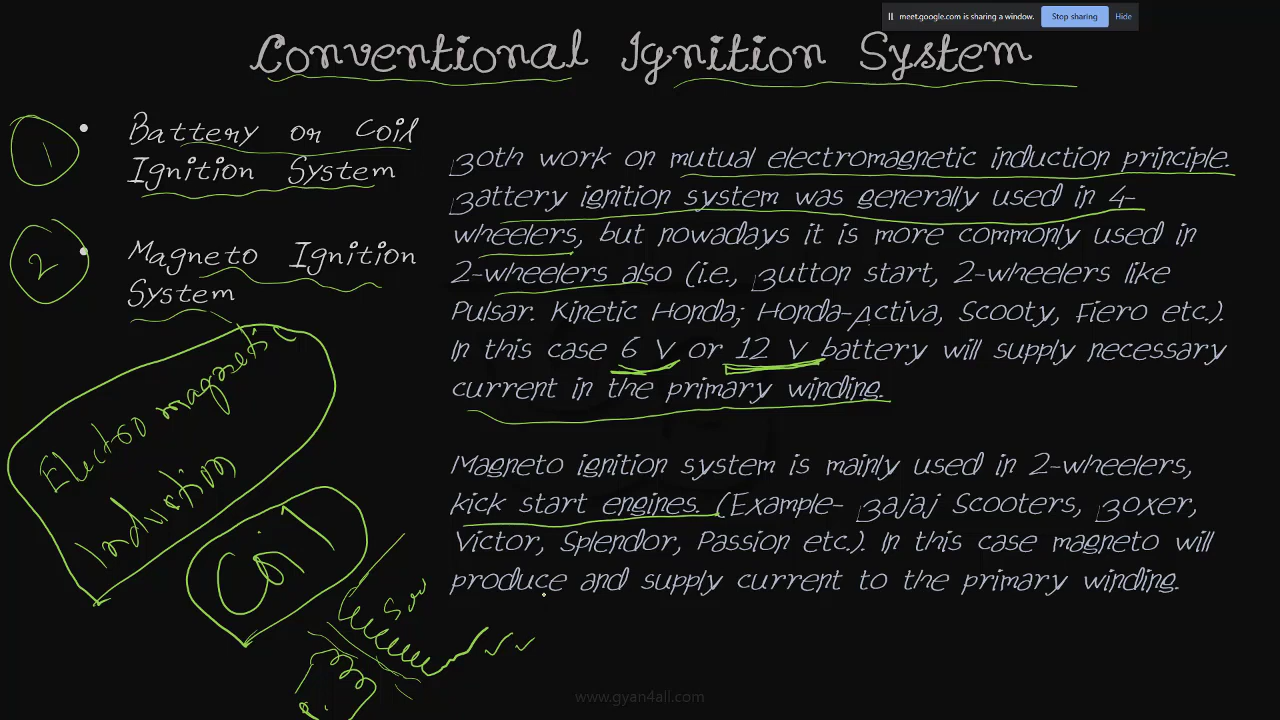 meet.google.com is sharing a window.
Stop sharing
Hide
Conventional Ignition System
1
Battery or Coil
Ignition System
2
Magneto Ignition
System
Both work on mutual electromagnetic induction principle.
Battery ignition system was generally used in 4-
wheelers, but nowadays it is more commonly used in
2-wheelers also (i.e., Button start, 2-wheelers like
Pulsar. Kinetic Honda; Honda-Activa, Scooty, Fiero etc.).
In this case 6 V or 12 V battery will supply necessary
current in the primary winding.
Magneto ignition system is mainly used in 2-wheelers,
kick start engines. (Example- Bajaj Scooters, Boxer,
Victor, Splendor, Passion etc.). In this case magneto will
produce and supply current to the primary winding.
Electro magnetic
Induction
Coil
www.gyan4all.com